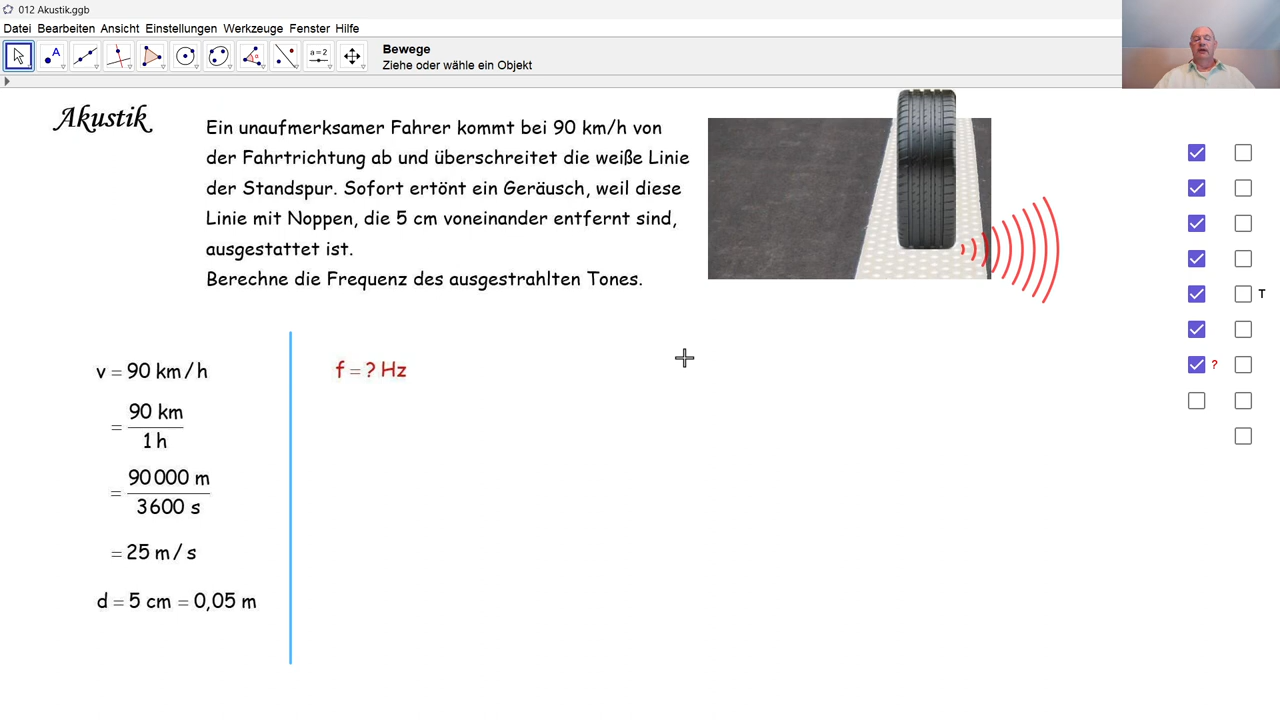 012 Akustik.ggb
Datei Bearbeiten Ansicht Einstellungen Werkzeuge Fenster Hilfe
A
a=2
Bewege
Ziehe oder wähle ein Objekt
Akustik
Ein unaufmerksamer Fahrer kommt bei 90 km/h von
der Fahrtrichtung ab und überschreitet die weiße Linie
der Standspur. Sofort ertönt ein Geräusch, weil diese
Linie mit Noppen, die 5 cm voneinander entfernt sind,
ausgestattet ist.
Berechne die Frequenz des ausgestrahlten Tones.
T
?
v = 90 km/h
= 90 km
1 h
= 90 000 m
3600 s
= 25 m/s
d = 5 cm = 0,05 m
f = ? Hz